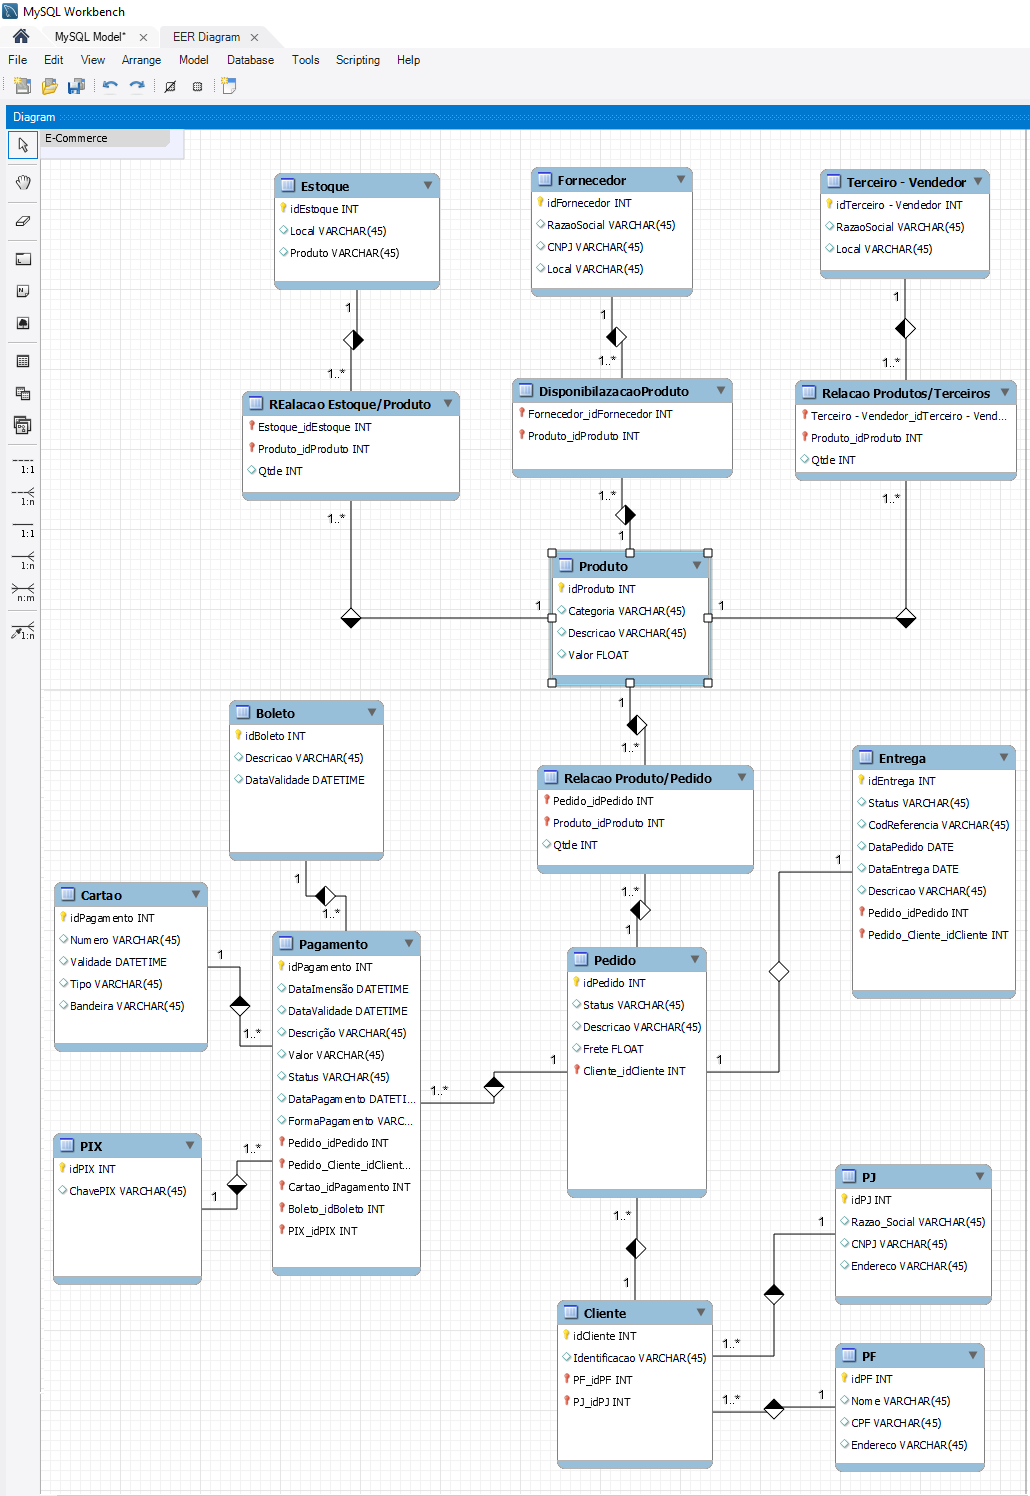 MySQL Workbench
MySQL Model*
EER Diagram
File Edit View Arrange Model Database Tools Scripting Help
Diagram
E-Commerce
1:1
1:n
1:1
1:n
n:m
1:n
Estoque
idEstoque INT
Local VARCHAR(45)
Produto VARCHAR(45)
Fornecedor
idFornecedor INT
RazaoSocial VARCHAR(45)
CNPJ VARCHAR(45)
Local VARCHAR(45)
Terceiro - Vendedor
idTerceiro - Vendedor INT
RazaoSocial VARCHAR(45)
Local VARCHAR(45)
1
1..*
1
1..*
1
1..*
REalacao Estoque/Produto
Estoque_idEstoque INT
Produto_idProduto INT
Qtde INT
DisponibilazacaoProduto
Fornecedor_idFornecedor INT
Produto_idProduto INT
Relacao Produtos/Terceiros
Terceiro - Vendedor_idTerceiro - Vend...
Produto_idProduto INT
Qtde INT
1..*
1
1..*
1
1..*
1
Produto
idProduto INT
Categoria VARCHAR(45)
Descricao VARCHAR(45)
Valor FLOAT
1
1..*
Boleto
idBoleto INT
Descricao VARCHAR(45)
DataValidade DATETIME
Relacao Produto/Pedido
Pedido_idPedido INT
Produto_idProduto INT
Qtde INT
Entrega
idEntrega INT
Status VARCHAR(45)
CodReferencia VARCHAR(45)
DataPedido DATE
DataEntrega DATE
Descricao VARCHAR(45)
Pedido_idPedido INT
Pedido_Cliente_idCliente INT
1
1..*
1..*
1
1
1
Cartao
idPagamento INT
Numero VARCHAR(45)
Validade DATETIME
Tipo VARCHAR(45)
Bandeira VARCHAR(45)
1
1..*
Pagamento
idPagamento INT
DataImensão DATETIME
DataValidade DATETIME
Descrição VARCHAR(45)
Valor VARCHAR(45)
Status VARCHAR(45)
DataPagamento DATETI...
FormaPagamento VARC...
Pedido_idPedido INT
Pedido_Cliente_idClient...
Cartao_idPagamento INT
Boleto_idBoleto INT
PIX_idPIX INT
1..*
1
Pedido
idPedido INT
Status VARCHAR(45)
Descricao VARCHAR(45)
Frete FLOAT
Cliente_idCliente INT
PIX
idPIX INT
ChavePIX VARCHAR(45)
1
1..*
1..*
1
PJ
idPJ INT
Razao_Social VARCHAR(45)
CNPJ VARCHAR(45)
Endereco VARCHAR(45)
1
1..*
Cliente
idCliente INT
Identificacao VARCHAR(45)
PF_idPF INT
PJ_idPJ INT
1..*
1
PF
idPF INT
Nome VARCHAR(45)
CPF VARCHAR(45)
Endereco VARCHAR(45)